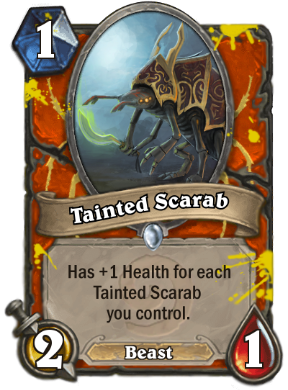 1
Tainted Scarab
Has +1 Health for each
Tainted Scarab
you control.
2
Beast
1